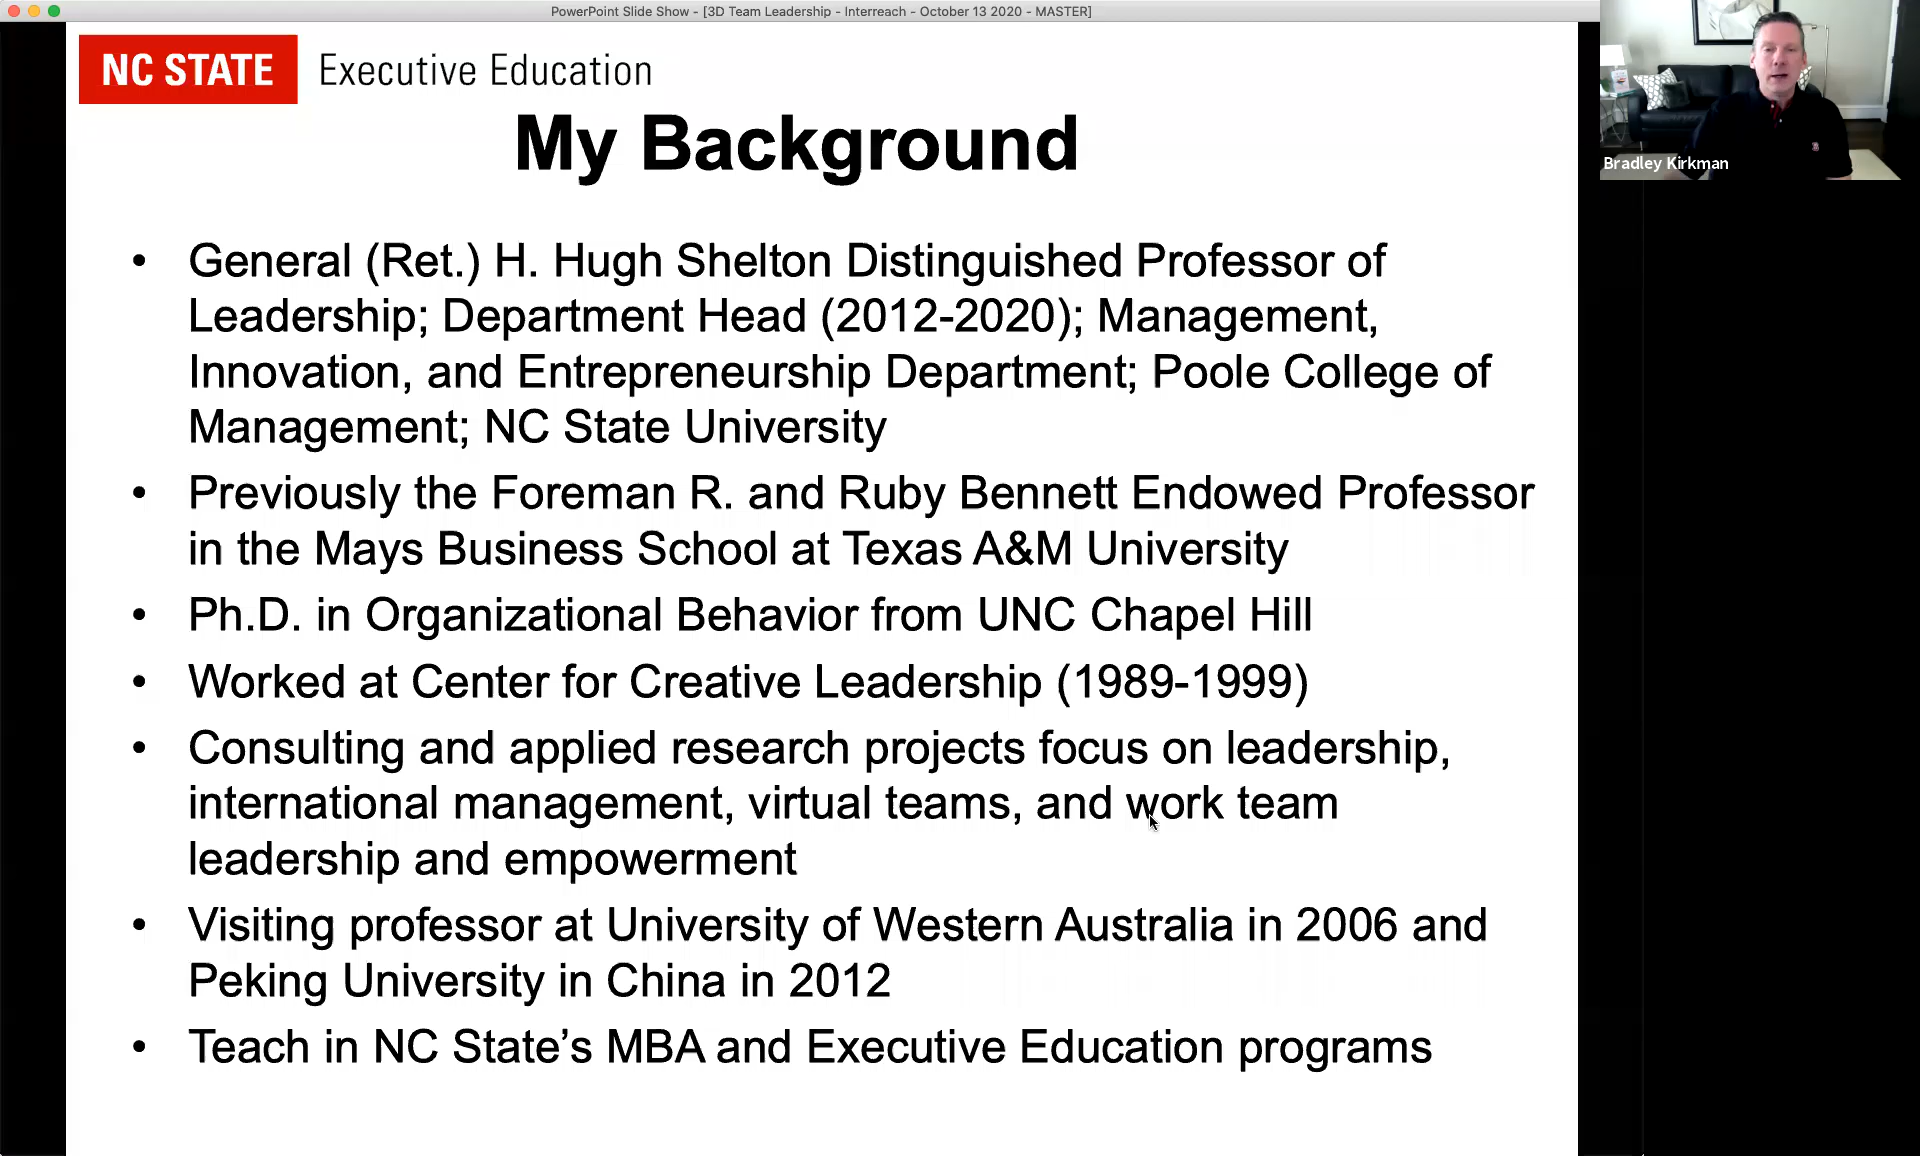 PowerPoint Slide Show - [3D Team Leadership - Interreach - October 13 2020 - MASTER]
NC STATE Executive Education
My Background
• General (Ret.) H. Hugh Shelton Distinguished Professor of
Leadership; Department Head (2012-2020); Management,
Innovation, and Entrepreneurship Department; Poole College of
Management; NC State University
• Previously the Foreman R. and Ruby Bennett Endowed Professor
in the Mays Business School at Texas A&M University
• Ph.D. in Organizational Behavior from UNC Chapel Hill
• Worked at Center for Creative Leadership (1989-1999)
• Consulting and applied research projects focus on leadership,
international management, virtual teams, and work team
leadership and empowerment
• Visiting professor at University of Western Australia in 2006 and
Peking University in China in 2012
• Teach in NC State’s MBA and Executive Education programs
Bradley Kirkman